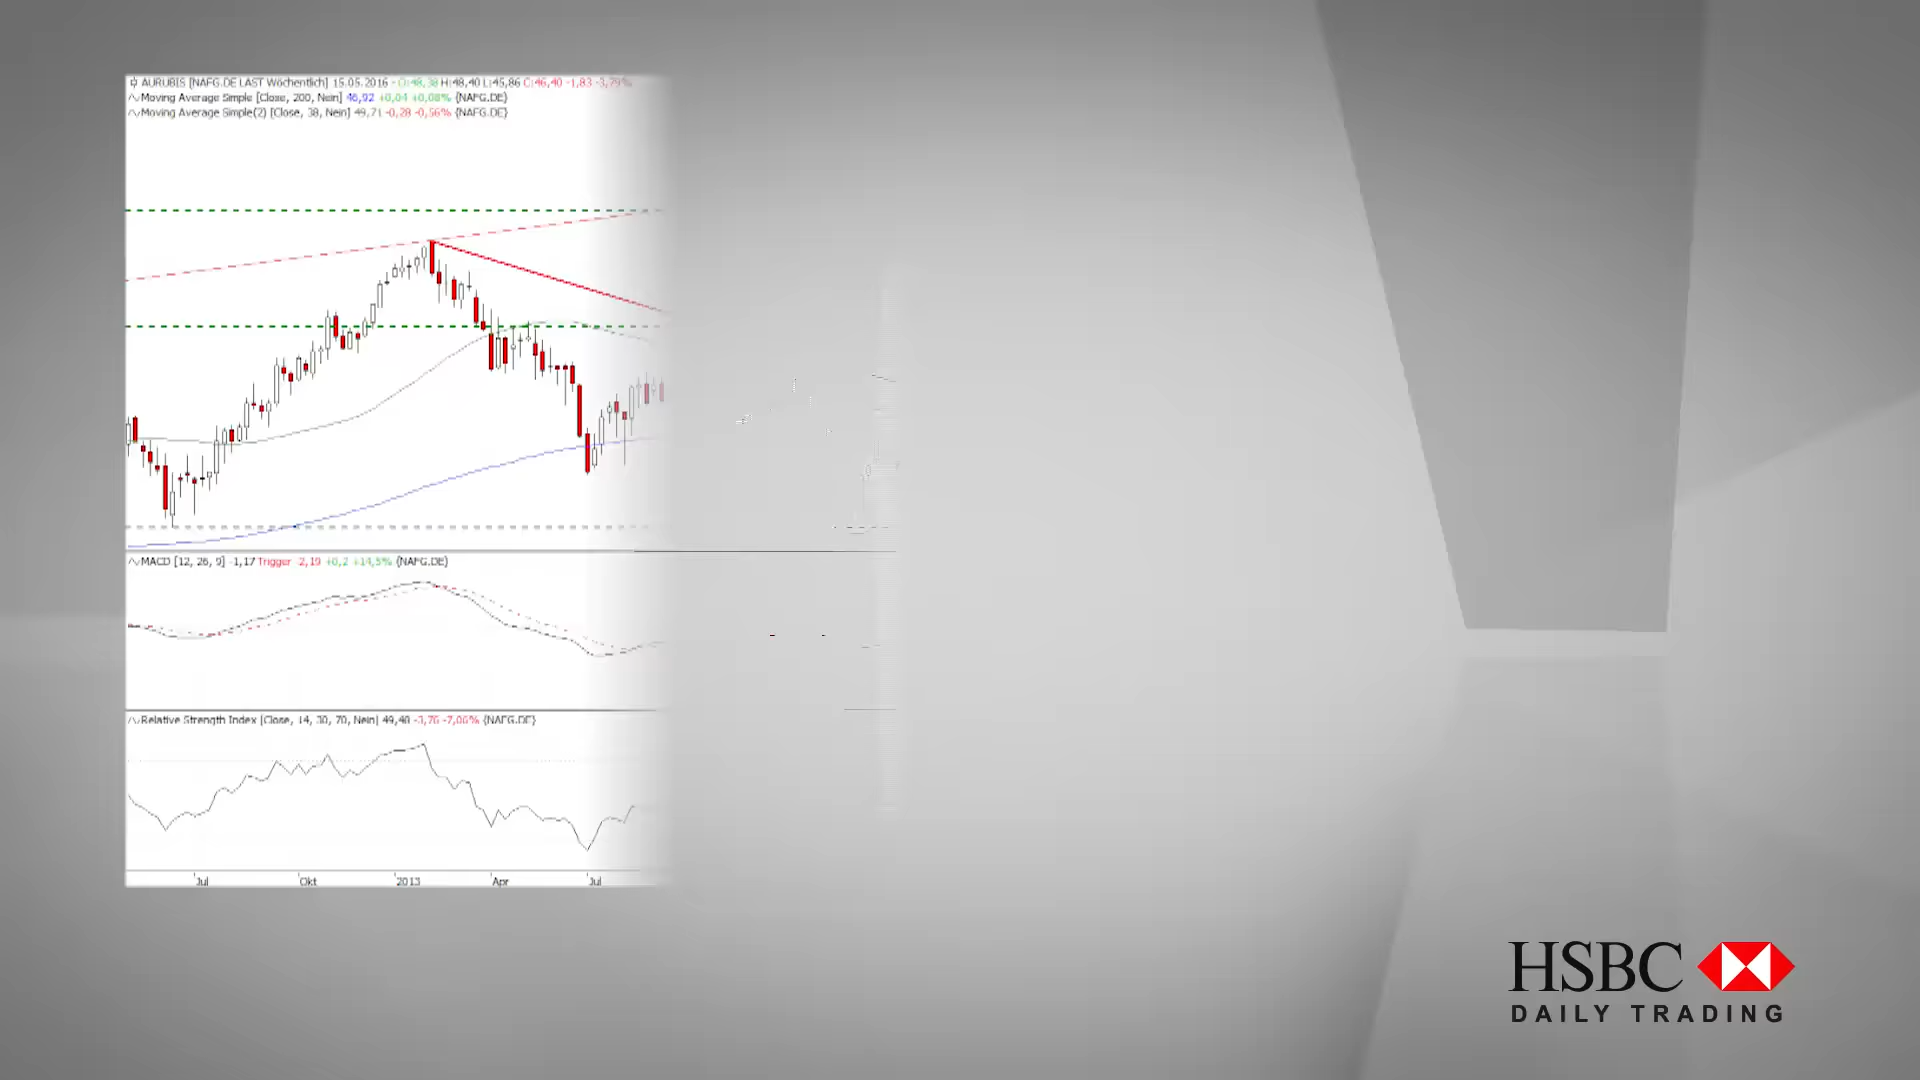 AURUBIS [NAFG.DE LAST Wöchentlich] 15.05.2016 - O:48,38 H:48,40 L:45,86 C:46,40 -1,83 -3,79%
Moving Average Simple [Close, 200, Nein] 46,92 +0,04 +0,08% {NAFG.DE}
Moving Average Simple(2) [Close, 38, Nein] 49,71 -0,28 -0,56% {NAFG.DE}
MACD [12, 26, 9] -1,17 Trigger -2,19 +0,2 +14,5% {NAFG.DE}
Relative Strength Index [Close, 14, 30, 70, Nein] 49,48 -3,76 -7,06% {NAFG.DE}
Jul Okt 2013 Apr Jul
HSBC
DAILY TRADING